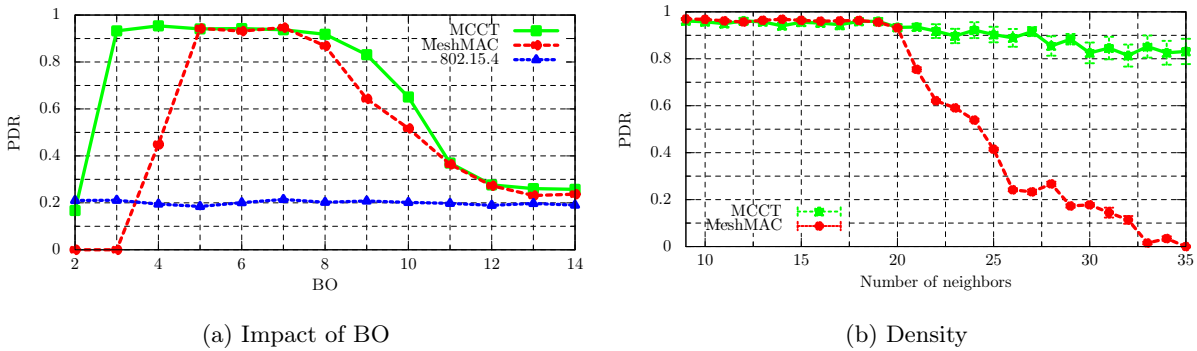 1
0.8
0.6
0.4
0.2
0
PDR
2 4 6 8 10 12 14
BO
MCCT
MeshMAC
802.15.4
(a) Impact of BO
1
0.8
0.6
0.4
0.2
0
PDR
10 15 20 25 30 35
Number of neighbors
MCCT
MeshMAC
(b) Density